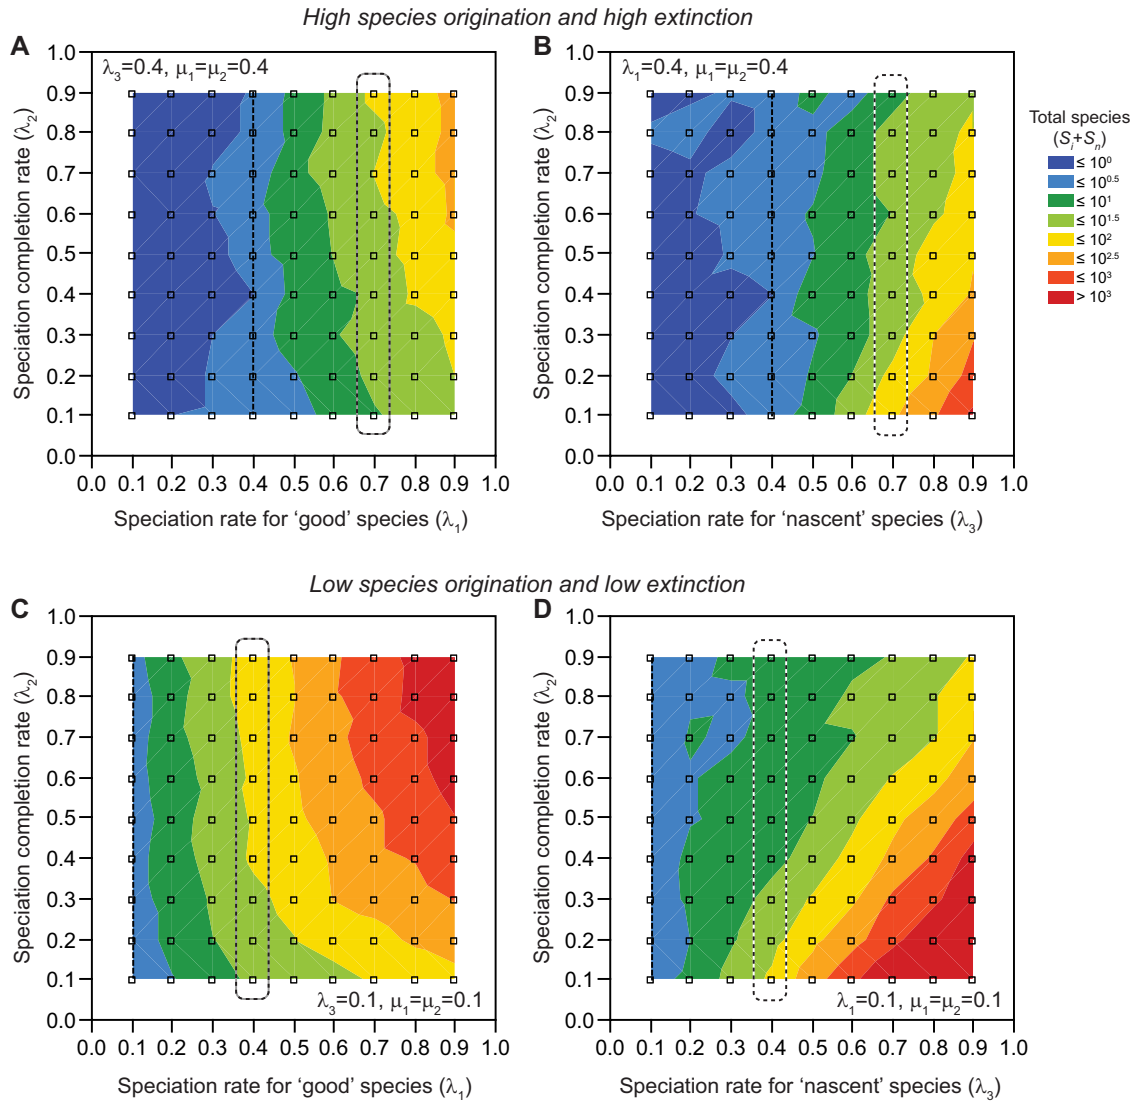 High species origination and high extinction
A
B
λ3=0.4, μ1=μ2=0.4
λ1=0.4, μ1=μ2=0.4
Speciation completion rate (λ2)
1.0
0.9
0.8
0.7
0.6
0.5
0.4
0.3
0.2
0.1
0.0
0.0 0.1 0.2 0.3 0.4 0.5 0.6 0.7 0.8 0.9 1.0
Speciation rate for ‘good’ species (λ1)
Speciation completion rate (λ2)
1.0
0.9
0.8
0.7
0.6
0.5
0.4
0.3
0.2
0.1
0.0
0.0 0.1 0.2 0.3 0.4 0.5 0.6 0.7 0.8 0.9 1.0
Speciation rate for ‘nascent’ species (λ3)
Total species
(Si+Sn)
≤ 10^0
≤ 10^0.5
≤ 10^1
≤ 10^1.5
≤ 10^2
≤ 10^2.5
≤ 10^3
> 10^3
Low species origination and low extinction
C
D
Speciation completion rate (λ2)
1.0
0.9
0.8
0.7
0.6
0.5
0.4
0.3
0.2
0.1
0.0
λ3=0.1, μ1=μ2=0.1
0.0 0.1 0.2 0.3 0.4 0.5 0.6 0.7 0.8 0.9 1.0
Speciation rate for ‘good’ species (λ1)
Speciation completion rate (λ2)
1.0
0.9
0.8
0.7
0.6
0.5
0.4
0.3
0.2
0.1
0.0
λ1=0.1, μ1=μ2=0.1
0.0 0.1 0.2 0.3 0.4 0.5 0.6 0.7 0.8 0.9 1.0
Speciation rate for ‘nascent’ species (λ3)